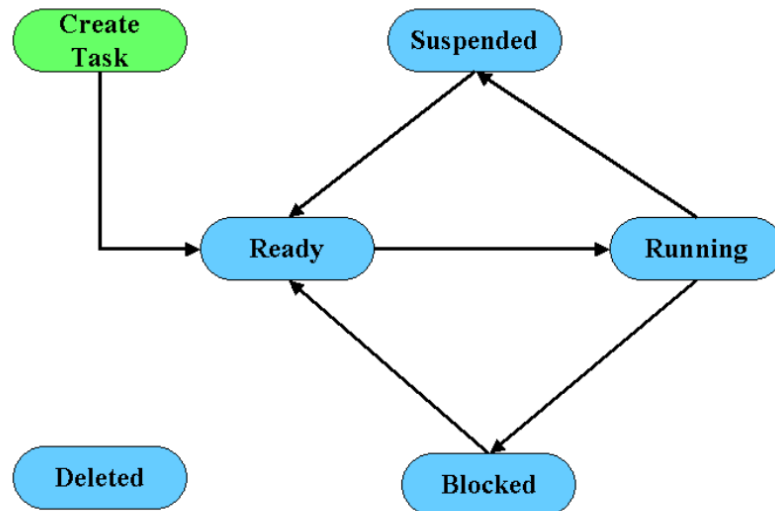 Create
Task
Suspended
Ready
Running
Deleted
Blocked